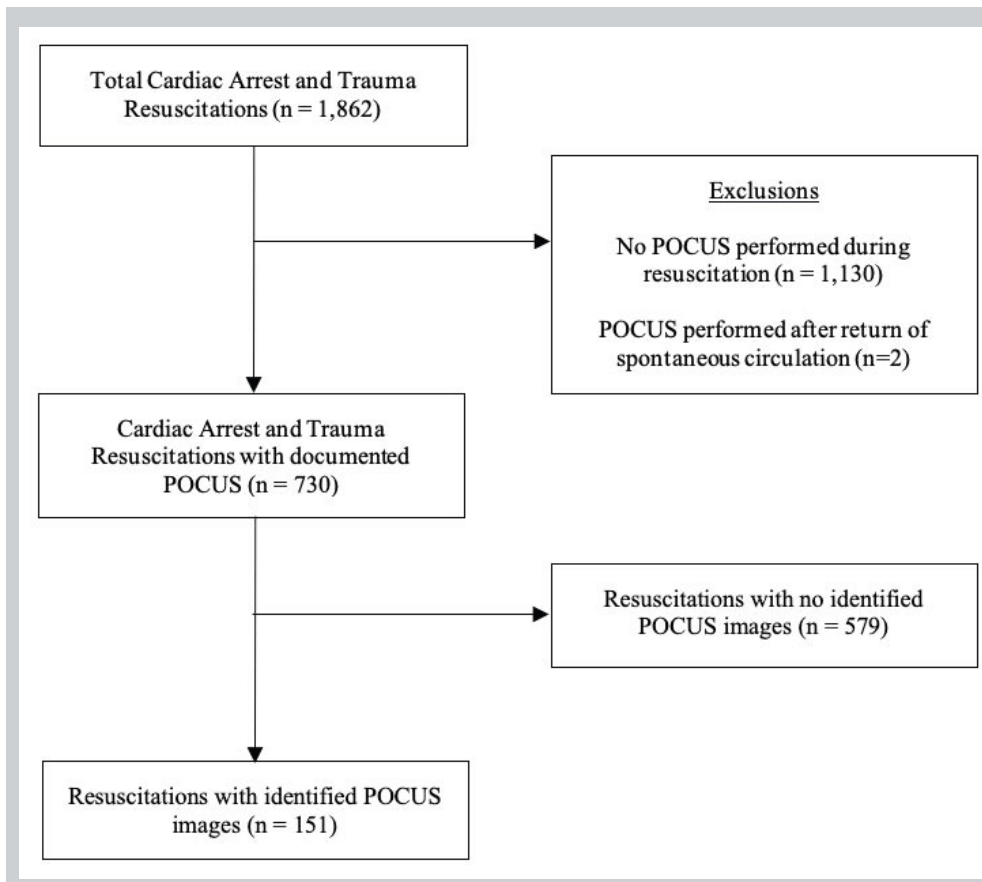 Total Cardiac Arrest and Trauma
Resuscitations (n = 1,862)
Exclusions
No POCUS performed during
resuscitation (n = 1,130)
POCUS performed after return of
spontaneous circulation (n=2)
Cardiac Arrest and Trauma
Resuscitations with documented
POCUS (n = 730)
Resuscitations with no identified
POCUS images (n = 579)
Resuscitations with identified POCUS
images (n = 151)